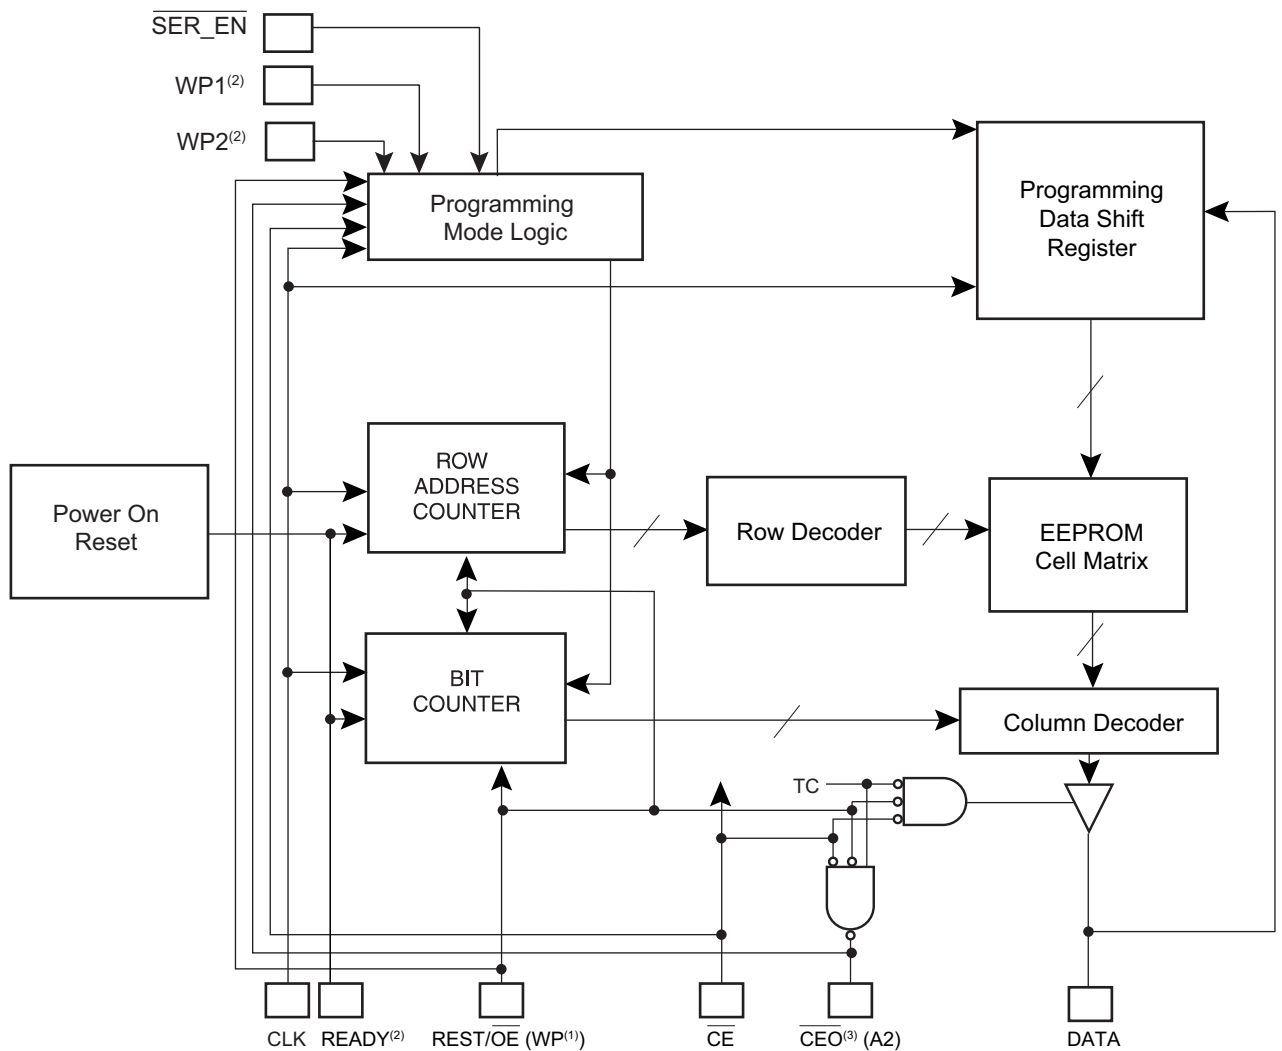 SER_EN
WP1(2)
WP2(2)
Programming
Mode Logic
Programming
Data Shift
Register
ROW
ADDRESS
COUNTER
Power On
Reset
Row Decoder
EEPROM
Cell Matrix
BIT
COUNTER
Column Decoder
TC
CLK
READY(2)
REST/OE (WP(1))
CE
CEO(3) (A2)
DATA